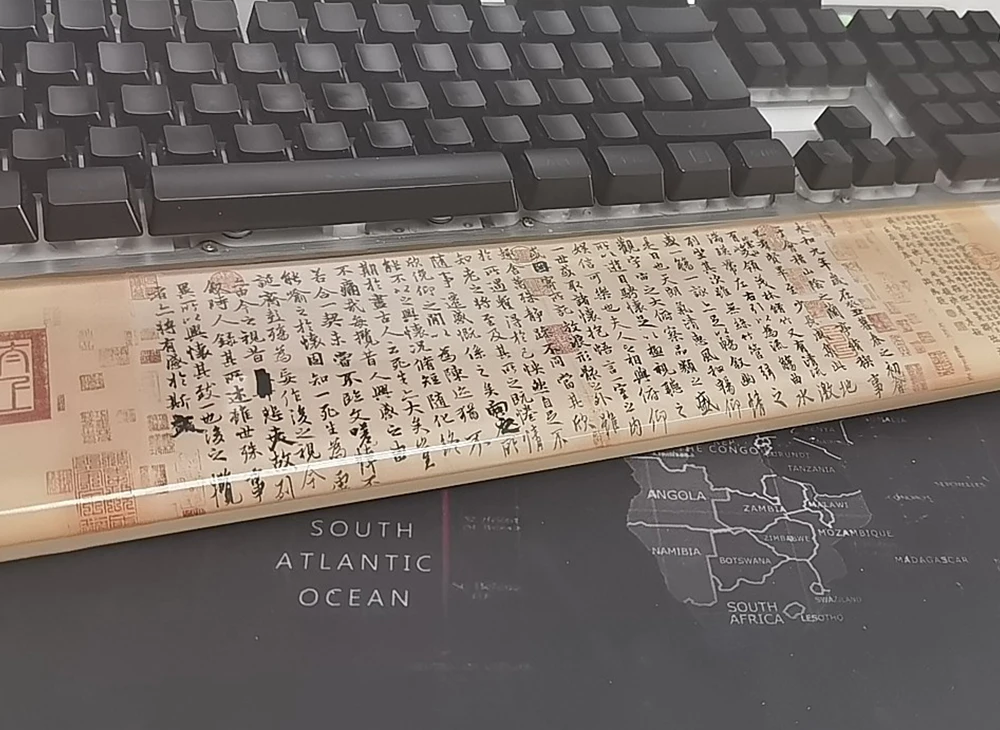 永和九年歲在癸丑暮春之初會
于會稽山陰之蘭亭脩稧事
也羣賢畢至少長咸集此地
有崇山峻領茂林脩竹又有清流激
湍暎帶左右引以為流觴曲水
列坐其次雖無絲竹管弦之
盛一觴一詠亦足以暢敘幽情
是日也天朗氣清惠風和暢仰
觀宇宙之大俯察品類之盛
所以遊目騁懷足以極視聽之
娛信可樂也夫人之相與俯仰
一世或取諸懷抱悟言一室之內
或因寄所託放浪形骸之外雖
趣舍萬殊靜躁不同當其欣
於所遇蹔得於己怏然自足不
知老之將至及其所之既惓情
隨事遷感慨係之矣向之所
欣俛仰之閒以為陳迹猶不
能不以之興懷況脩短隨化終
期於盡古人云死生亦大矣豈
不痛哉每攬昔人興感之由
若合一契未嘗不臨文嗟悼不
能喻之於懷固知一死生為虛
誕齊彭殤為妄作後之視今
亦由今之視昔悲夫故列
敘時人錄其所述雖世殊事
異所以興懷其致一也後之攬
者亦將有感於斯文
SOUTH
ATLANTIC
OCEAN
THE CONGO
BURUNDI
TANZANIA
ANGOLA
ZAMBIA
MALAWI
MOZAMBIQUE
ZIMBABWE
NAMIBIA
BOTSWANA
MADAGASCAR
SWAZILAND
SOUTH
AFRICA
LESOTHO